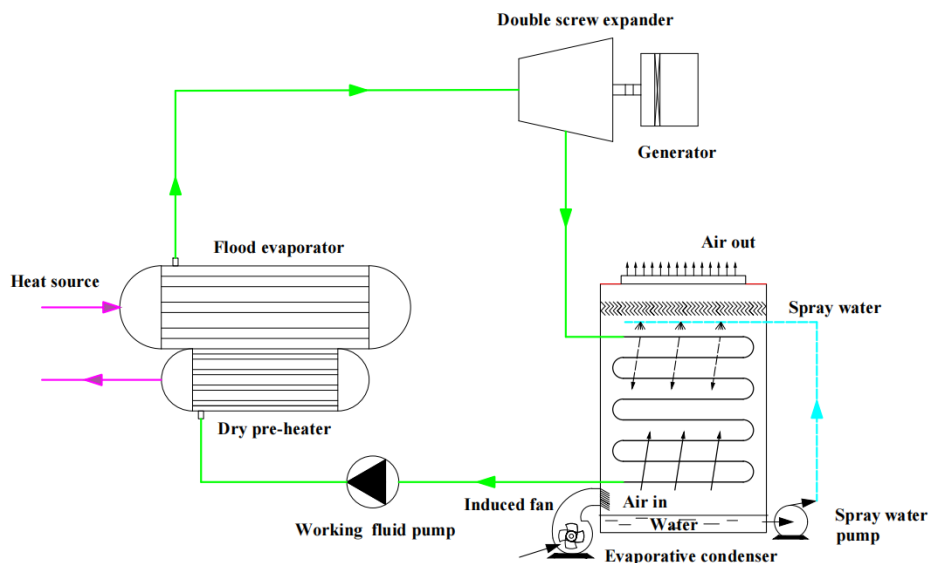 Double screw expander
Generator
Flood evaporator
Air out
Heat source
Spray water
Dry pre-heater
Induced fan
Air in
Working fluid pump
Water
Spray water
pump
Evaporative condenser